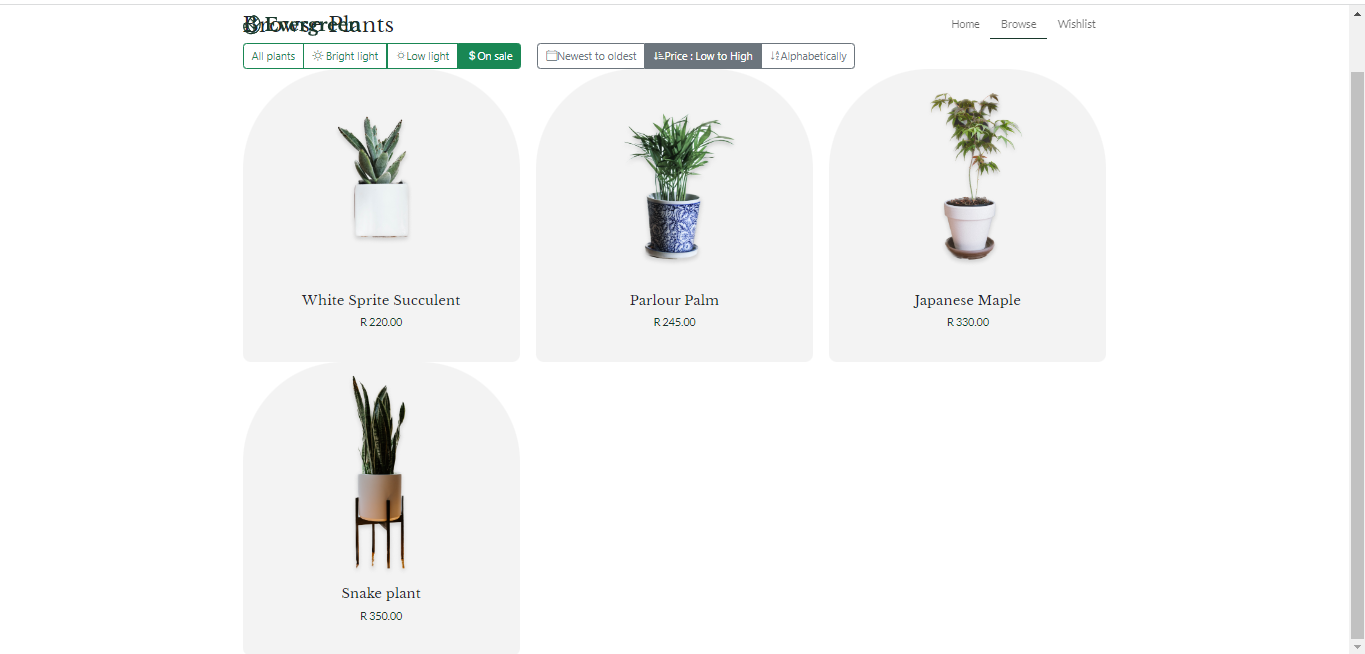 Evergreen
Browse Plants
Home
Browse
Wishlist
All plants
Bright light
Low light
$ On sale
Newest to oldest
Price : Low to High
Alphabetically
White Sprite Succulent
R 220.00
Parlour Palm
R 245.00
Japanese Maple
R 330.00
Snake plant
R 350.00